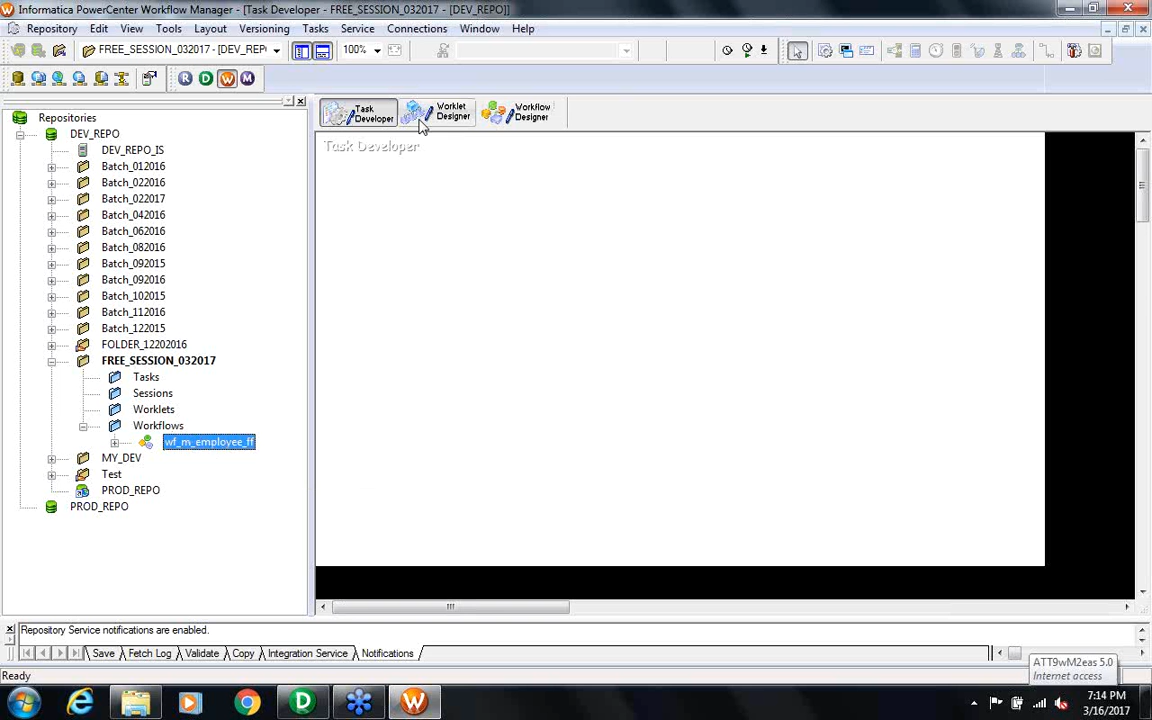 Informatica PowerCenter Workflow Manager - [Task Developer - FREE_SESSION_032017 - [DEV_REPO]]
Repository Edit View Tools Layout Versioning Tasks Service Connections Window Help
FREE_SESSION_032017 - [DEV_REP( 100%
R D W M
Task Developer
Worklet Designer
Workflow Designer
Task Developer
Repositories
DEV_REPO
DEV_REPO_IS
Batch_012016
Batch_022016
Batch_022017
Batch_042016
Batch_062016
Batch_082016
Batch_092015
Batch_092016
Batch_102015
Batch_112016
Batch_122015
FOLDER_12202016
FREE_SESSION_032017
Tasks
Sessions
Worklets
Workflows
wf_m_employee_ff
MY_DEV
Test
PROD_REPO
PROD_REPO
Repository Service notifications are enabled.
Save Fetch Log Validate Copy Integration Service Notifications
Ready
ATT9wM2eas 5.0
Internet access
D W
7:14 PM
3/16/2017